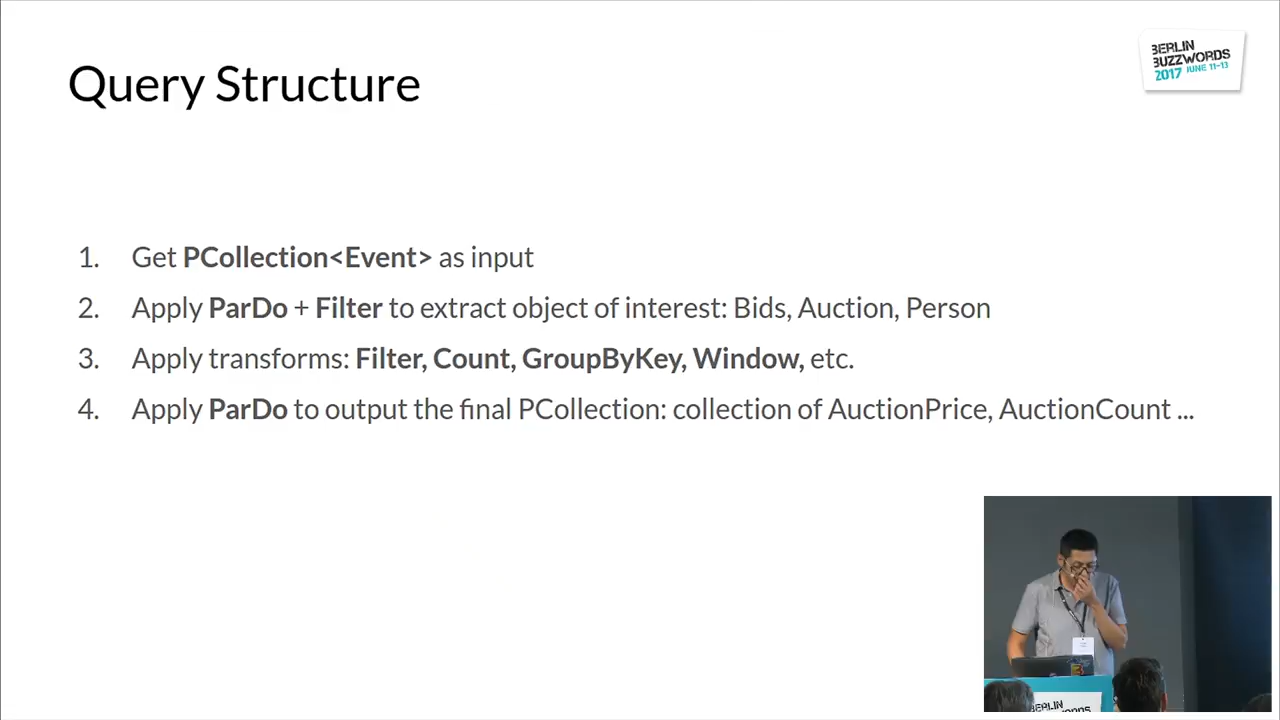 Query Structure
BERLIN
BUZZWORDS
2017 JUNE 11-13
1. Get PCollection<Event> as input
2. Apply ParDo + Filter to extract object of interest: Bids, Auction, Person
3. Apply transforms: Filter, Count, GroupByKey, Window, etc.
4. Apply ParDo to output the final PCollection: collection of AuctionPrice, AuctionCount ...
BERLIN